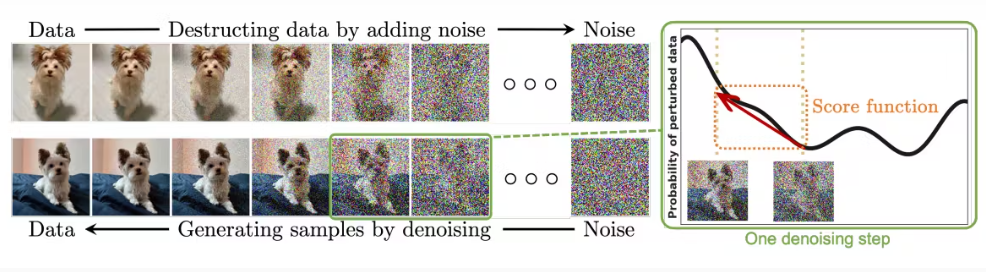 Data Destructing data by adding noise Noise
Data Generating samples by denoising Noise
Probability of perturbed data
Score function
One denoising step